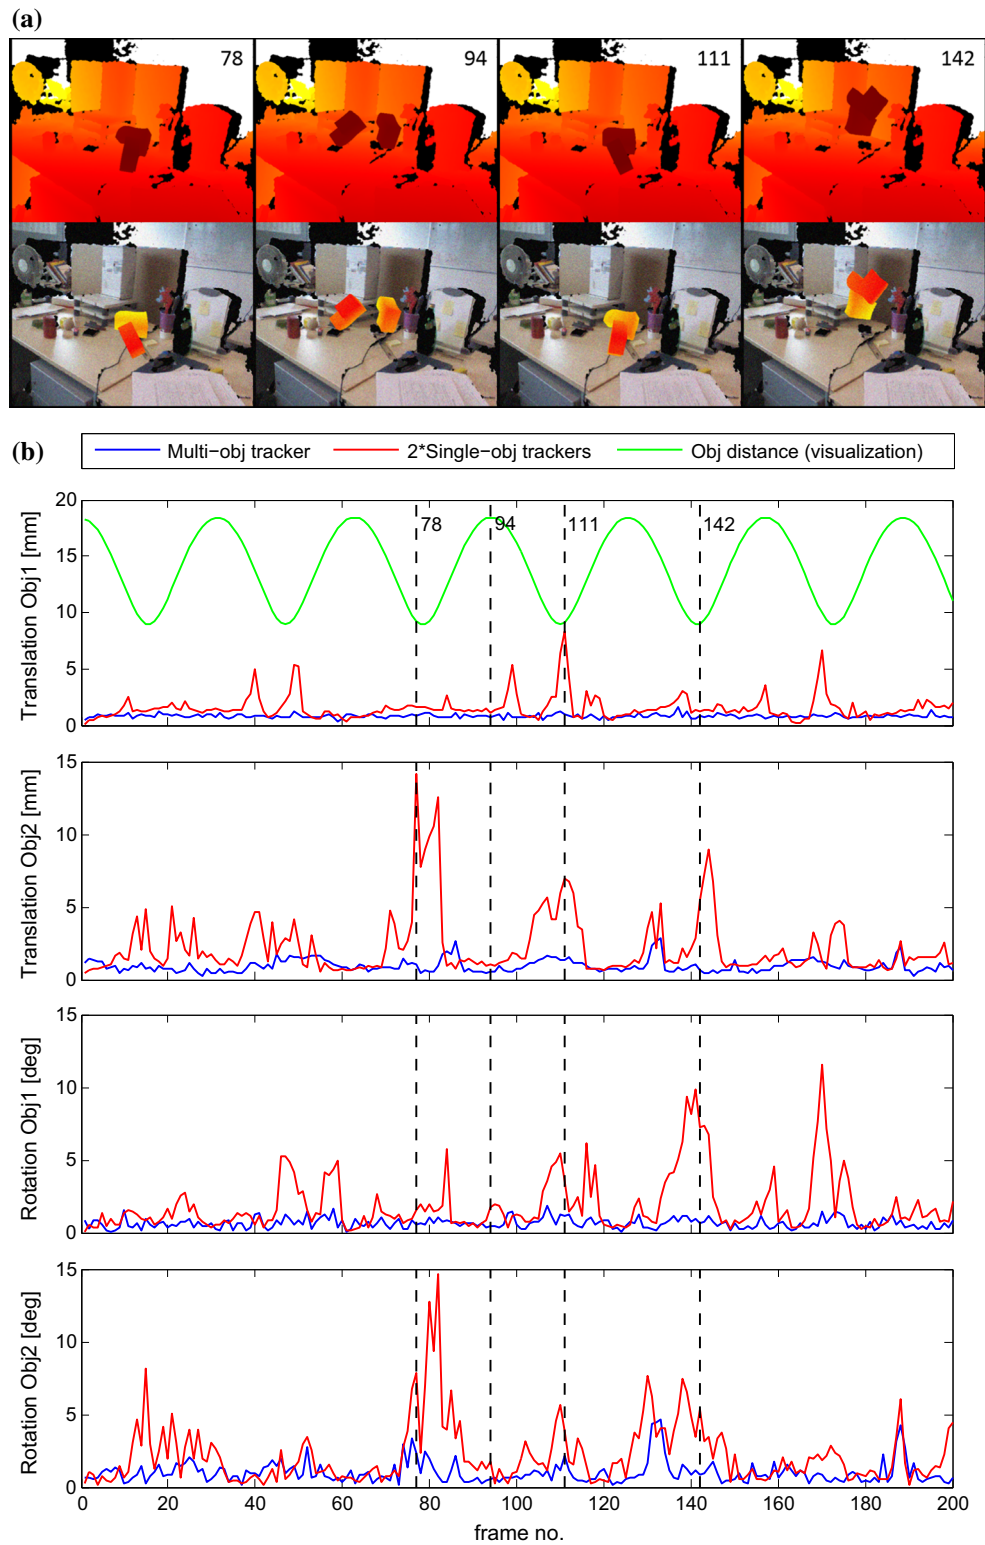 (a)
78 94 111 142
(b)
Multi−obj tracker 2*Single−obj trackers Obj distance (visualization)
Translation Obj1 [mm]
20
15
10
5
0
78 94 111 142
Translation Obj2 [mm]
15
10
5
0
Rotation Obj1 [deg]
15
10
5
0
Rotation Obj2 [deg]
15
10
5
0
0 20 40 60 80 100 120 140 160 180 200
frame no.